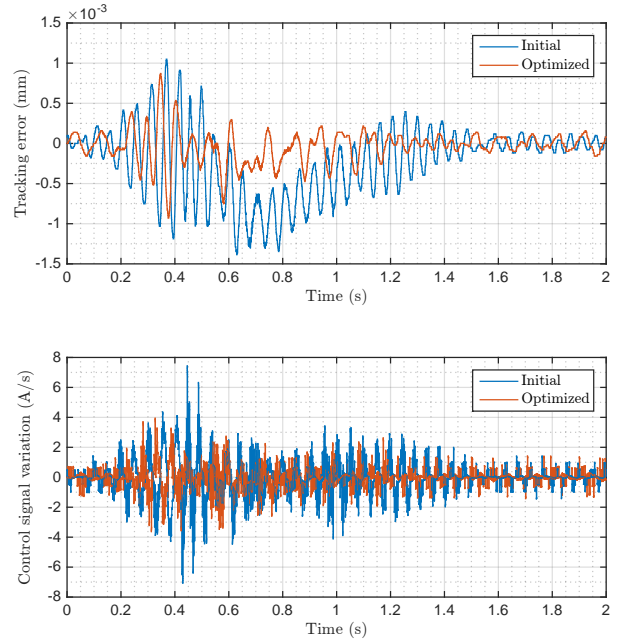 ×10⁻³
1.5
1
0.5
0
-0.5
-1
-1.5
Tracking error (mm)
Initial
Optimized
0 0.2 0.4 0.6 0.8 1 1.2 1.4 1.6 1.8 2
Time (s)
8
6
4
2
0
-2
-4
-6
-8
Control signal variation (A/s)
Initial
Optimized
0 0.2 0.4 0.6 0.8 1 1.2 1.4 1.6 1.8 2
Time (s)